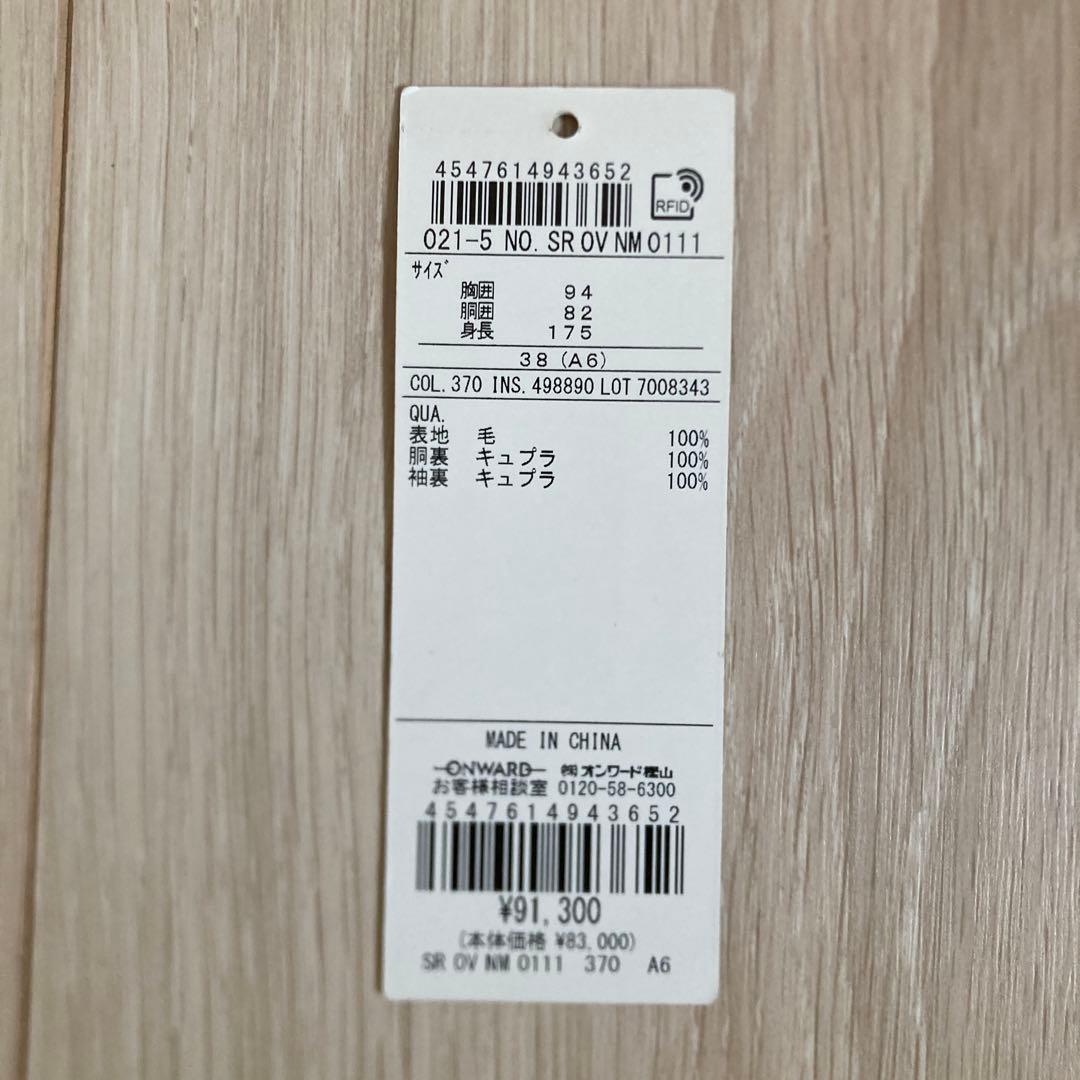 4547614943652
RFID
021-5 NO. SR OV NM 0111
サイズ
胸囲 94
胴囲 82
身長 175
38 (A6)
COL. 370 INS. 498890 LOT 7008343
QUA.
表地 毛 100%
胴裏 キュプラ 100%
袖裏 キュプラ 100%
MADE IN CHINA
ONWARD ㈱オンワード樫山
お客様相談室 0120-58-6300
4547614943652
¥91,300
(本体価格 ¥83,000)
SR OV NM 0111 370 A6